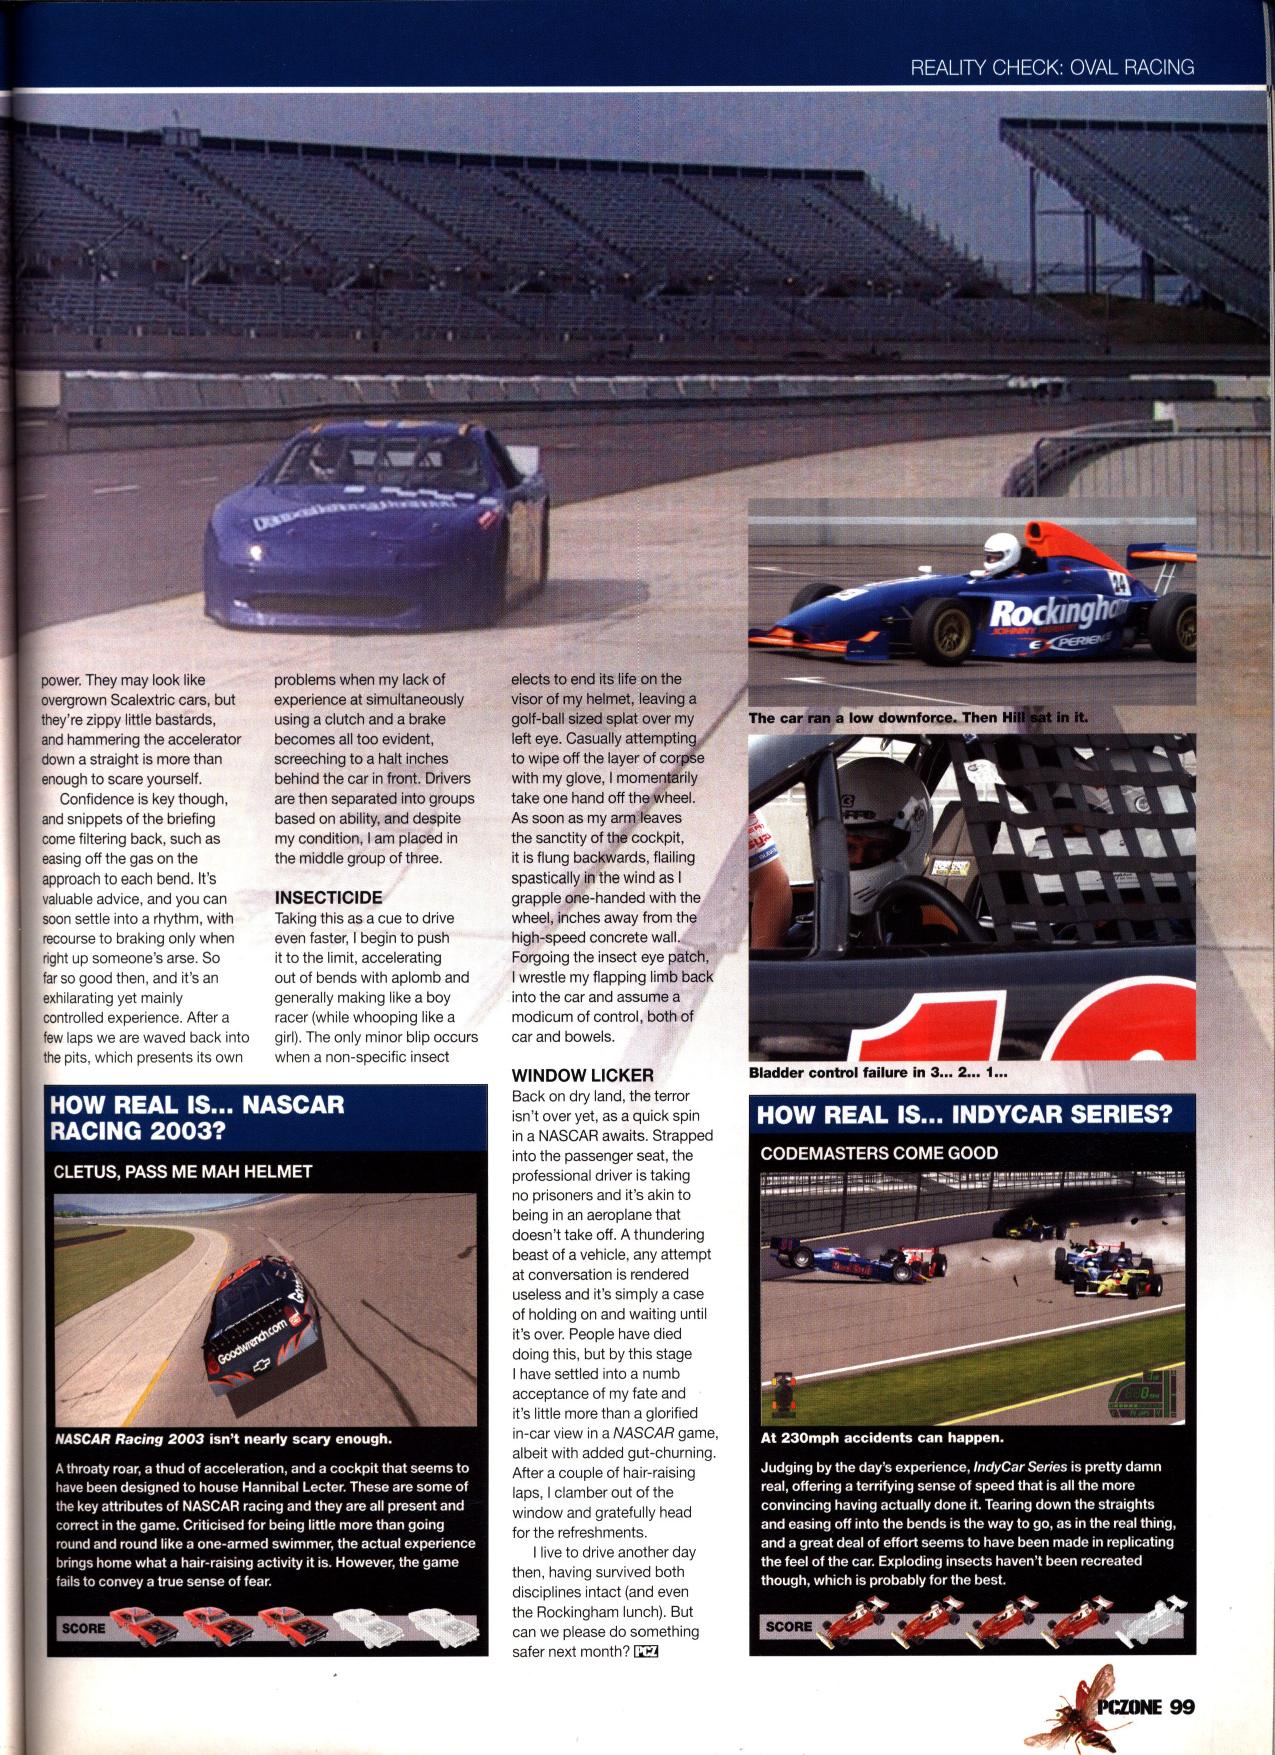 REALITY CHECK: OVAL RACING
power. They may look like
overgrown Scalextric cars, but
they're zippy little bastards,
and hammering the accelerator
down a straight is more than
enough to scare yourself.
Confidence is key though,
and snippets of the briefing
come filtering back, such as
easing off the gas on the
approach to each bend. It's
valuable advice, and you can
soon settle into a rhythm, with
recourse to braking only when
right up someone's arse. So
far so good then, and it's an
exhilarating yet mainly
controlled experience. After a
few laps we are waved back into
the pits, which presents its own
problems when my lack of
experience at simultaneously
using a clutch and a brake
becomes all too evident,
screeching to a halt inches
behind the car in front. Drivers
are then separated into groups
based on ability, and despite
my condition, I am placed in
the middle group of three.
INSECTICIDE
Taking this as a cue to drive
even faster, I begin to push
it to the limit, accelerating
out of bends with aplomb and
generally making like a boy
racer (while whooping like a
girl). The only minor blip occurs
when a non-specific insect
elects to end its life on the
visor of my helmet, leaving a
golf-ball sized splat over my
left eye. Casually attempting
to wipe off the layer of corpse
with my glove, I momentarily
take one hand off the wheel.
As soon as my arm leaves
the sanctity of the cockpit,
it is flung backwards, flailing
spastically in the wind as I
grapple one-handed with the
wheel, inches away from the
high-speed concrete wall.
Forgoing the insect eye patch,
I wrestle my flapping limb back
into the car and assume a
modicum of control, both of
car and bowels.
WINDOW LICKER
Back on dry land, the terror
isn't over yet, as a quick spin
in a NASCAR awaits. Strapped
into the passenger seat, the
professional driver is taking
no prisoners and it's akin to
being in an aeroplane that
doesn't take off. A thundering
beast of a vehicle, any attempt
at conversation is rendered
useless and it's simply a case
of holding on and waiting until
it's over. People have died
doing this, but by this stage
I have settled into a numb
acceptance of my fate and
it's little more than a glorified
in-car view in a NASCAR game,
albeit with added gut-churning.
After a couple of hair-raising
laps, I clamber out of the
window and gratefully head
for the refreshments.
I live to drive another day
then, having survived both
disciplines intact (and even
the Rockingham lunch). But
can we please do something
safer next month? PCZ
24
Rockingham
JOHNNY HERBERT
EXPERIENCE
The car ran a low downforce. Then Hill sat in it.
Bladder control failure in 3... 2... 1...
HOW REAL IS... NASCAR
RACING 2003?
CLETUS, PASS ME MAH HELMET
Goodwrench.com
NASCAR Racing 2003 isn't nearly scary enough.
A throaty roar, a thud of acceleration, and a cockpit that seems to
have been designed to house Hannibal Lecter. These are some of
the key attributes of NASCAR racing and they are all present and
correct in the game. Criticised for being little more than going
round and round like a one-armed swimmer, the actual experience
brings home what a hair-raising activity it is. However, the game
fails to convey a true sense of fear.
SCORE
HOW REAL IS... INDYCAR SERIES?
CODEMASTERS COME GOOD
Red Bull
At 230mph accidents can happen.
Judging by the day's experience, IndyCar Series is pretty damn
real, offering a terrifying sense of speed that is all the more
convincing having actually done it. Tearing down the straights
and easing off into the bends is the way to go, as in the real thing,
and a great deal of effort seems to have been made in replicating
the feel of the car. Exploding insects haven't been recreated
though, which is probably for the best.
SCORE
PCZONE 99